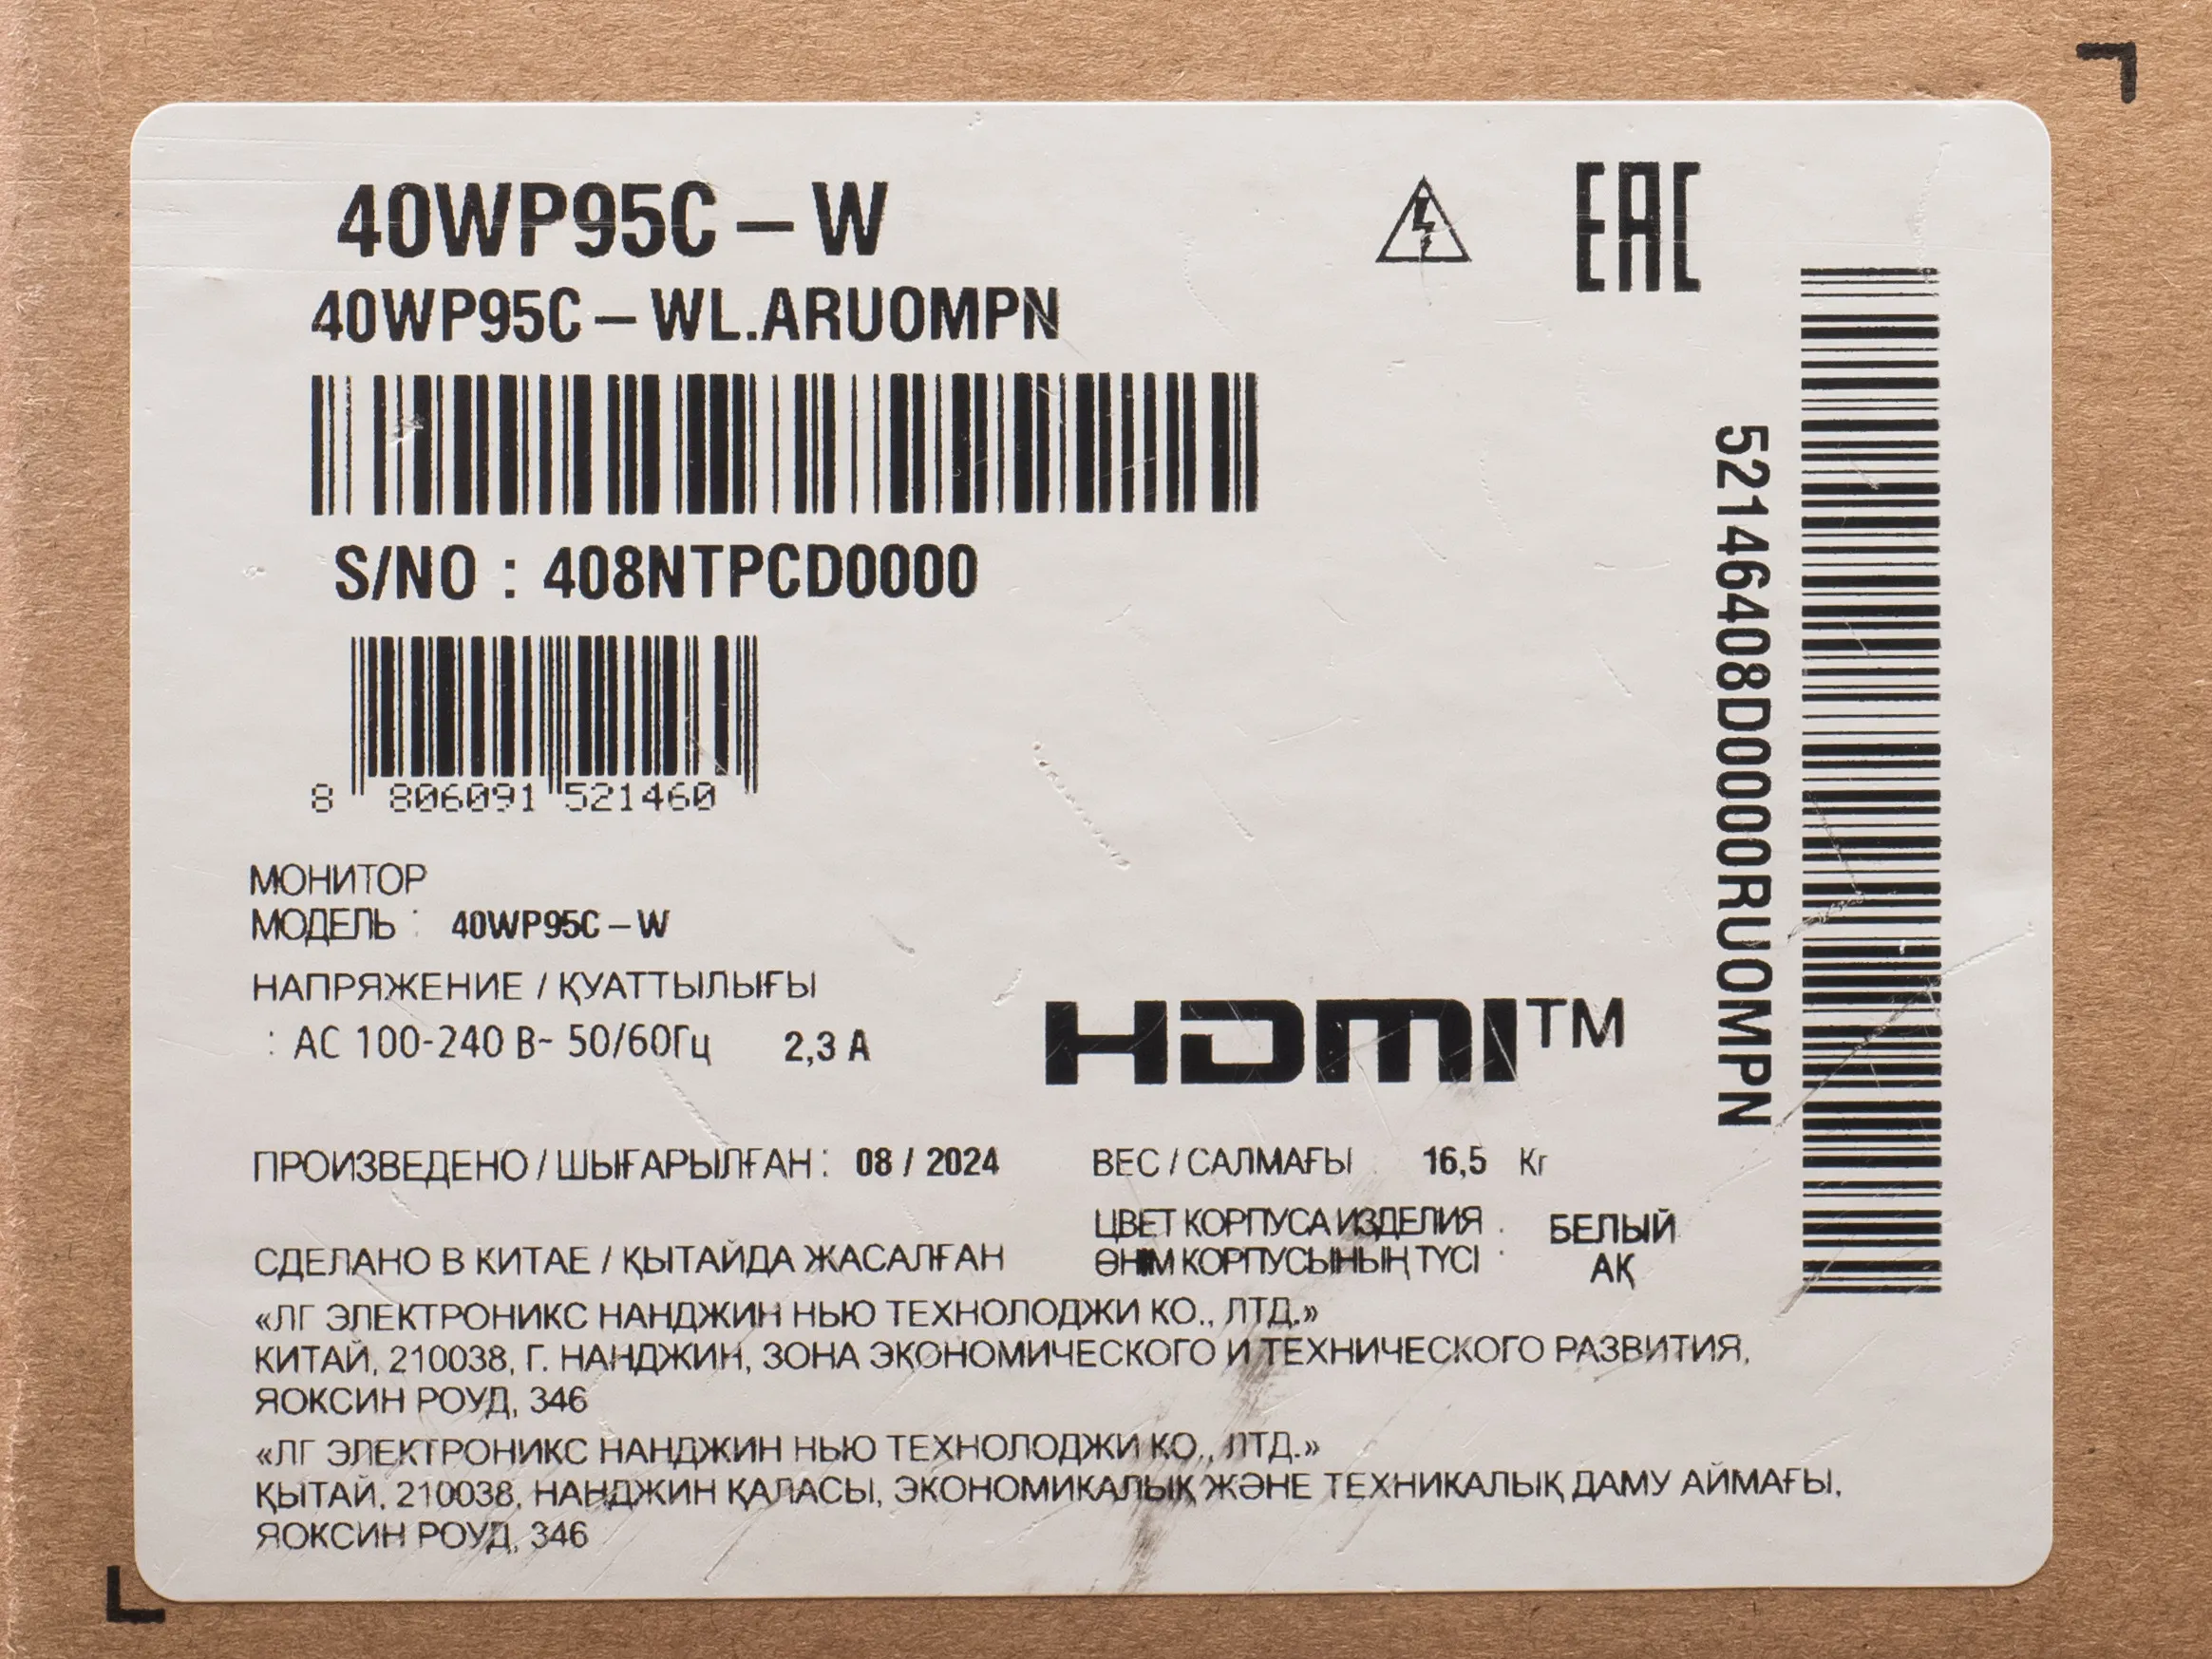 40WP95C – W
EAC
40WP95C – WL.ARUOMPN
S/NO : 408NTPCD0000
8 806091 521460
52146408D0000RUOMPN
МОНИТОР
МОДЕЛЬ : 40WP95C – W
НАПРЯЖЕНИЕ / ҚУАТТЫЛЫҒЫ
: AC 100-240 В~ 50/60Гц 2,3 А
HDMI™
ПРОИЗВЕДЕНО / ШЫҒАРЫЛҒАН : 08 / 2024
ВЕС / САЛМАҒЫ : 16,5 Кг
ЦВЕТ КОРПУСА ИЗДЕЛИЯ : БЕЛЫЙ
ӨНІМ КОРПУСЫНЫҢ ТҮСІ : АҚ
СДЕЛАНО В КИТАЕ / ҚЫТАЙДА ЖАСАЛҒАН
«ЛГ ЭЛЕКТРОНИКС НАНДЖИН НЬЮ ТЕХНОЛОДЖИ КО., ЛТД.»
КИТАЙ, 210038, Г. НАНДЖИН, ЗОНА ЭКОНОМИЧЕСКОГО И ТЕХНИЧЕСКОГО РАЗВИТИЯ,
ЯОКСИН РОУД, 346
«ЛГ ЭЛЕКТРОНИКС НАНДЖИН НЬЮ ТЕХНОЛОДЖИ КО., ЛТД.»
ҚЫТАЙ, 210038, НАНДЖИН ҚАЛАСЫ, ЭКОНОМИКАЛЫҚ ЖӘНЕ ТЕХНИКАЛЫҚ ДАМУ АЙМАҒЫ,
ЯОКСИН РОУД, 346